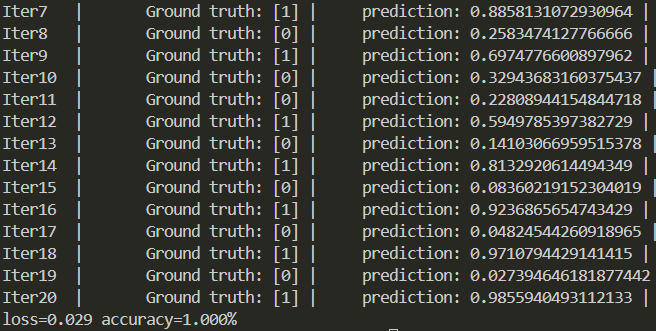 Iter7 | Ground truth: [1] | prediction: 0.8858131072930964 |
Iter8 | Ground truth: [0] | prediction: 0.2583474127766666 |
Iter9 | Ground truth: [1] | prediction: 0.6974776600897962 |
Iter10 | Ground truth: [0] | prediction: 0.32943683160375437 |
Iter11 | Ground truth: [0] | prediction: 0.22808944154844718 |
Iter12 | Ground truth: [1] | prediction: 0.5949785397382729 |
Iter13 | Ground truth: [0] | prediction: 0.14103066959515378 |
Iter14 | Ground truth: [1] | prediction: 0.8132920614494349 |
Iter15 | Ground truth: [0] | prediction: 0.08360219152304019 |
Iter16 | Ground truth: [1] | prediction: 0.9236865654743429 |
Iter17 | Ground truth: [0] | prediction: 0.04824544260918965 |
Iter18 | Ground truth: [1] | prediction: 0.9710794429141415 |
Iter19 | Ground truth: [0] | prediction: 0.027394646181877442
Iter20 | Ground truth: [1] | prediction: 0.9855940493112133 |
loss=0.029 accuracy=1.000%